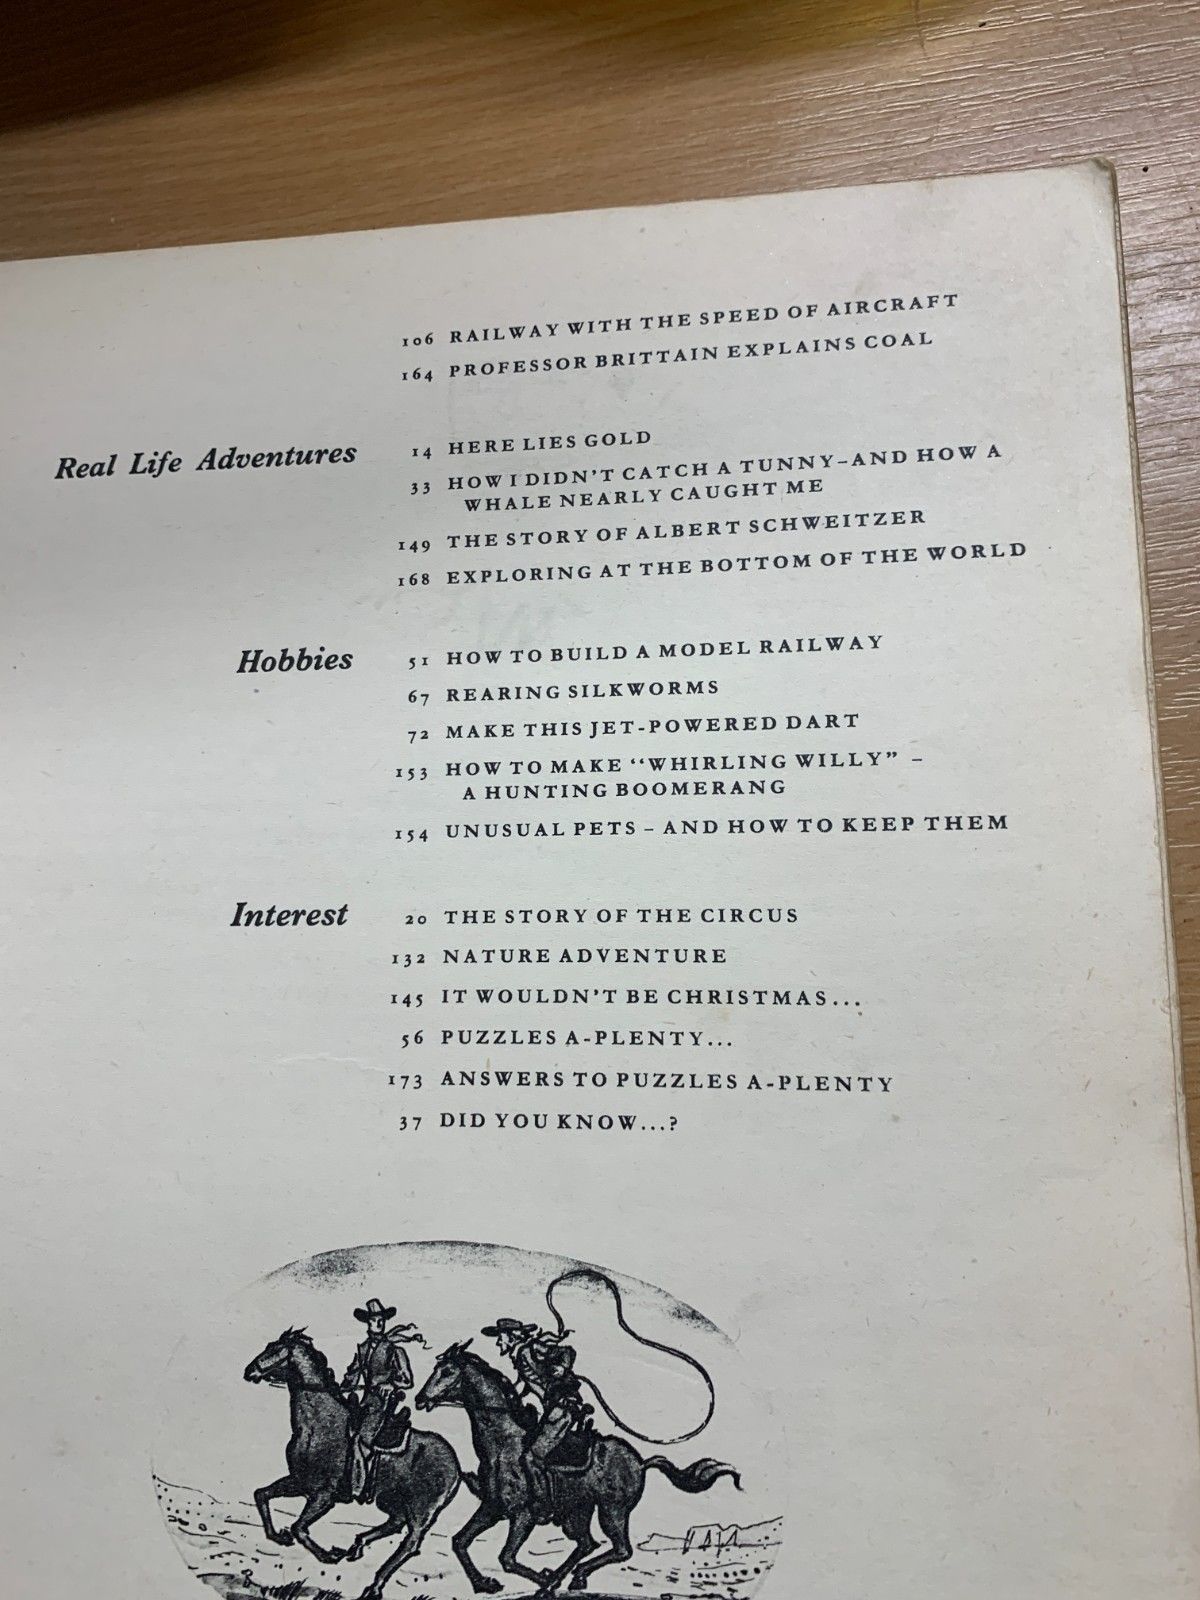 106 RAILWAY WITH THE SPEED OF AIRCRAFT
164 PROFESSOR BRITTAIN EXPLAINS COAL
Real Life Adventures 14 HERE LIES GOLD
33 HOW I DIDN'T CATCH A TUNNY–AND HOW A
WHALE NEARLY CAUGHT ME
149 THE STORY OF ALBERT SCHWEITZER
168 EXPLORING AT THE BOTTOM OF THE WORLD
Hobbies 51 HOW TO BUILD A MODEL RAILWAY
67 REARING SILKWORMS
72 MAKE THIS JET-POWERED DART
153 HOW TO MAKE “WHIRLING WILLY” –
A HUNTING BOOMERANG
154 UNUSUAL PETS – AND HOW TO KEEP THEM
Interest 20 THE STORY OF THE CIRCUS
132 NATURE ADVENTURE
145 IT WOULDN'T BE CHRISTMAS...
56 PUZZLES A-PLENTY...
173 ANSWERS TO PUZZLES A-PLENTY
37 DID YOU KNOW...?